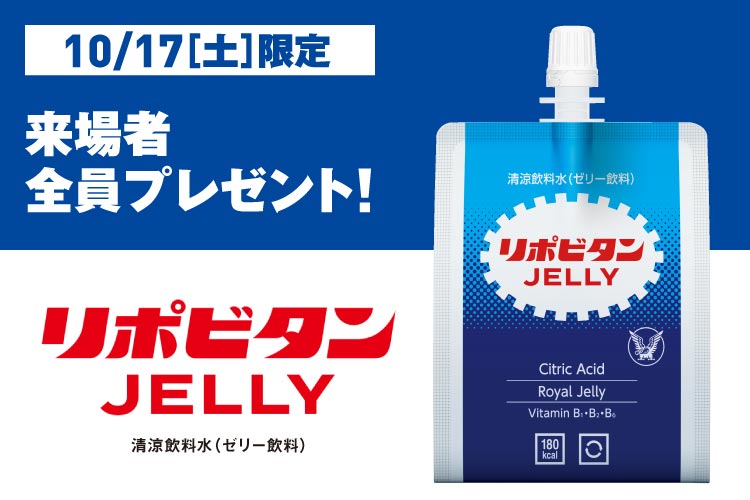 10/17[土]限定
来場者
全員プレゼント!
リポビタン
JELLY
清涼飲料水(ゼリー飲料)
清涼飲料水(ゼリー飲料)
リポビタン
JELLY
Citric Acid
Royal Jelly
Vitamin B₁・B₂・B₆
180
kcal